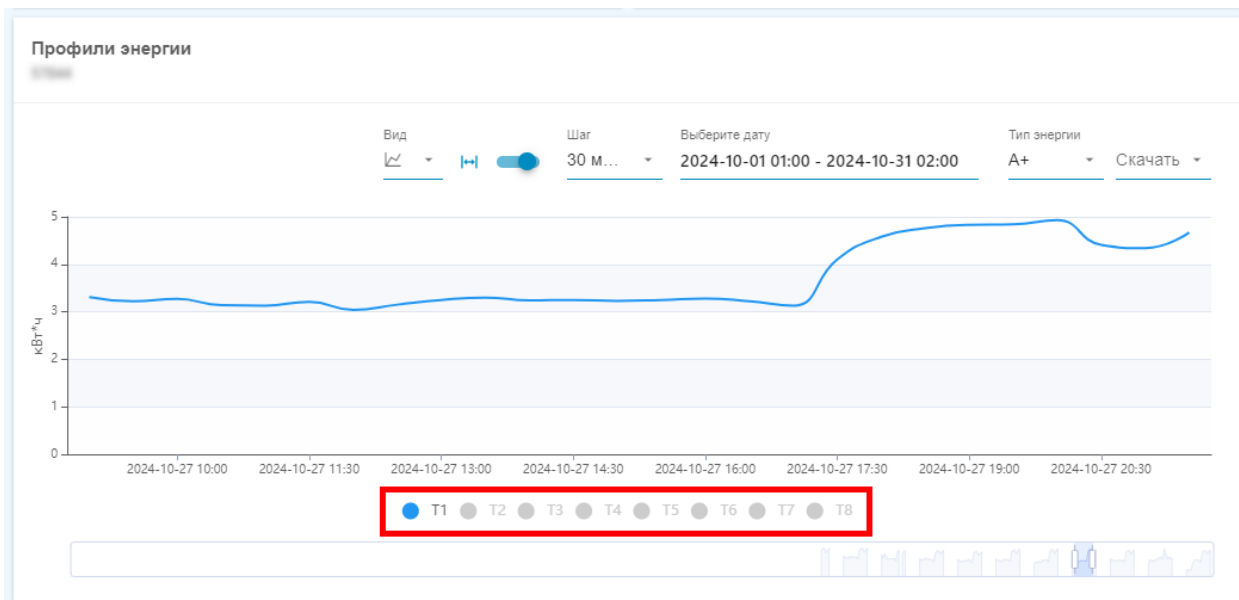 Профили энергии
Вид Шаг Выберите дату Тип энергии
30 м... 2024-10-01 01:00 - 2024-10-31 02:00 A+ Скачать
5
4
3
2
1
0
кВт*ч
2024-10-27 10:00 2024-10-27 11:30 2024-10-27 13:00 2024-10-27 14:30 2024-10-27 16:00 2024-10-27 17:30 2024-10-27 19:00 2024-10-27 20:30
T1 T2 T3 T4 T5 T6 T7 T8